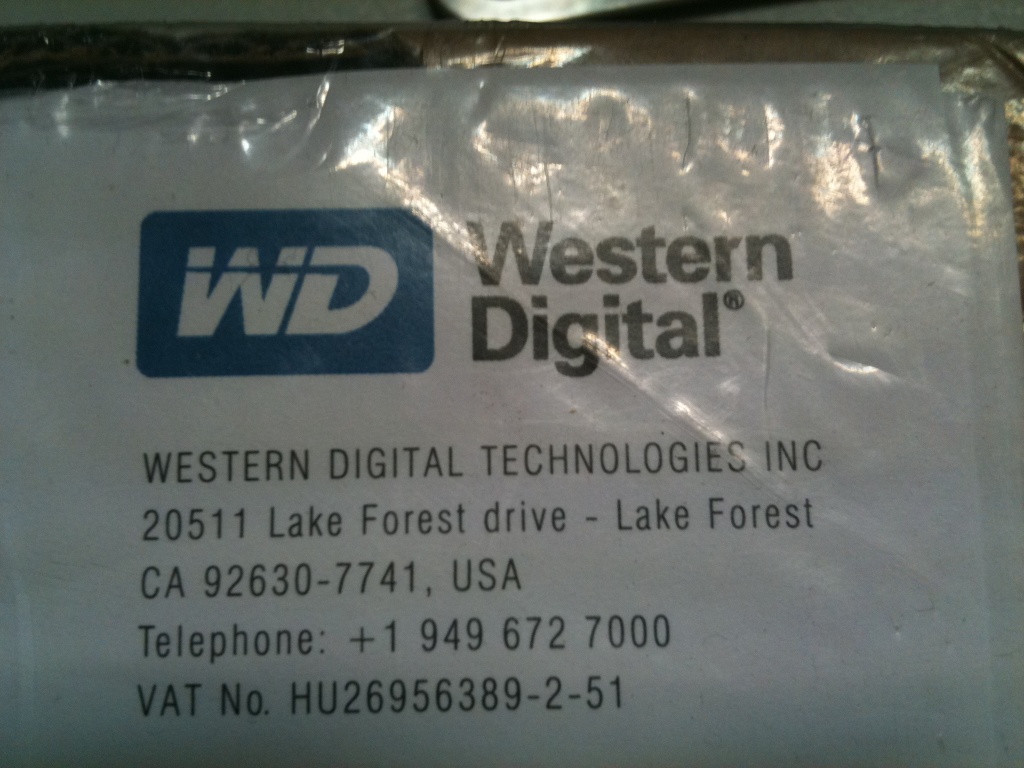 WD Western
Digital®
WESTERN DIGITAL TECHNOLOGIES INC
20511 Lake Forest drive - Lake Forest
CA 92630-7741, USA
Telephone: +1 949 672 7000
VAT No. HU26956389-2-51